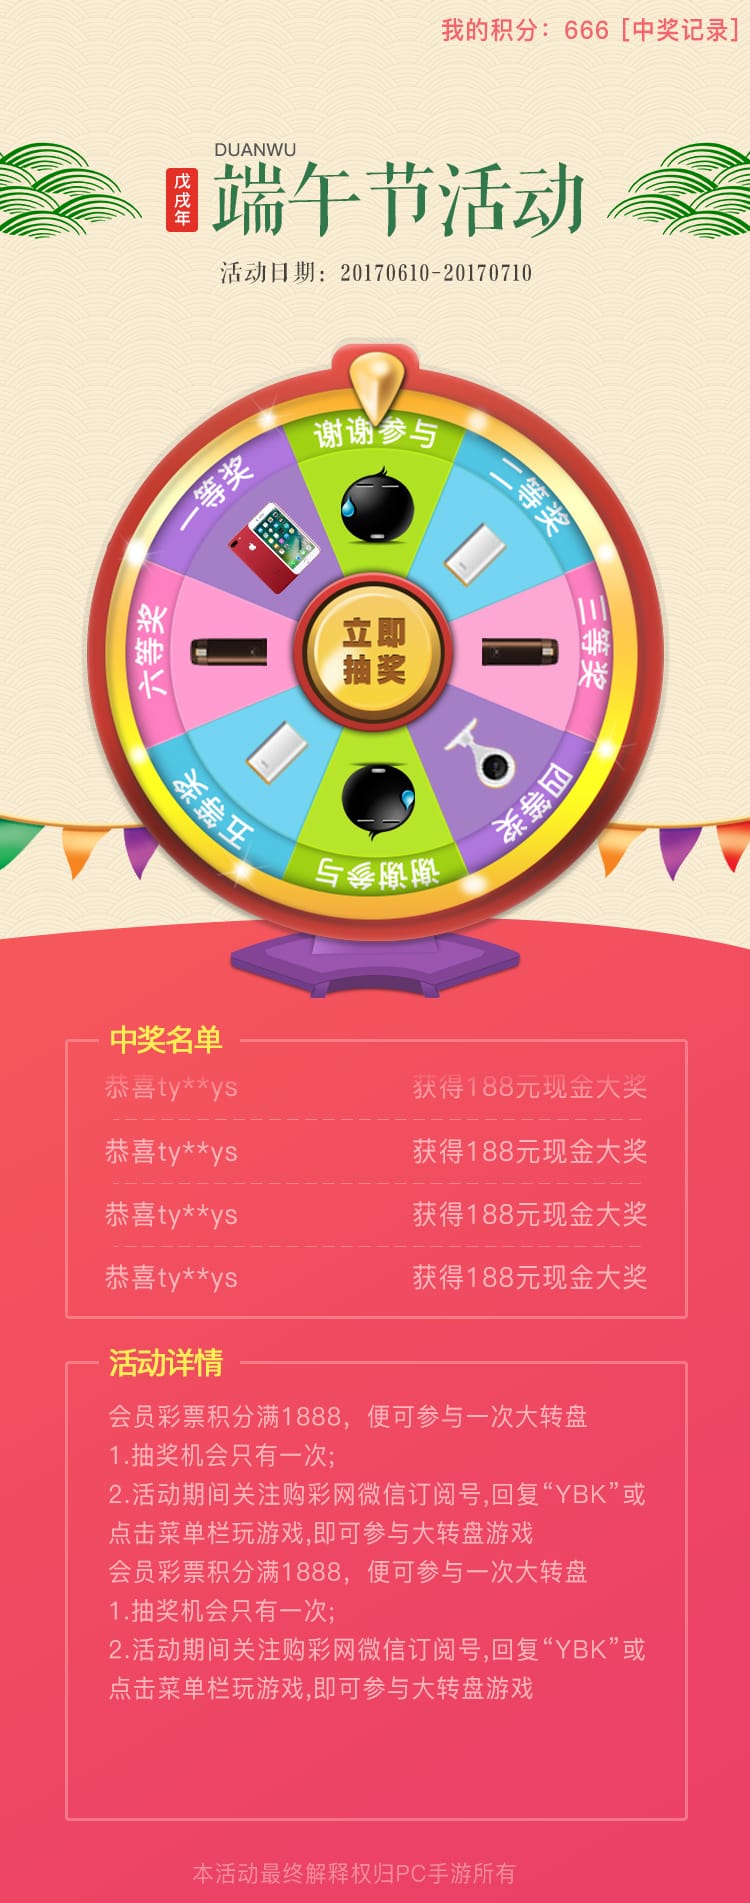 我的积分：666 [中奖记录]
DUANWU
戊戌年
端午节活动
活动日期：20170610-20170710
谢谢参与
一等奖
二等奖
三等奖
六等奖
立即
抽奖
五等奖
四等奖
谢谢参与
中奖名单
恭喜ty**ys 获得188元现金大奖
恭喜ty**ys 获得188元现金大奖
恭喜ty**ys 获得188元现金大奖
恭喜ty**ys 获得188元现金大奖
活动详情
会员彩票积分满1888，便可参与一次大转盘
1.抽奖机会只有一次;
2.活动期间关注购彩网微信订阅号,回复“YBK”或
点击菜单栏玩游戏,即可参与大转盘游戏
会员彩票积分满1888，便可参与一次大转盘
1.抽奖机会只有一次;
2.活动期间关注购彩网微信订阅号,回复“YBK”或
点击菜单栏玩游戏,即可参与大转盘游戏
本活动最终解释权归PC手游所有